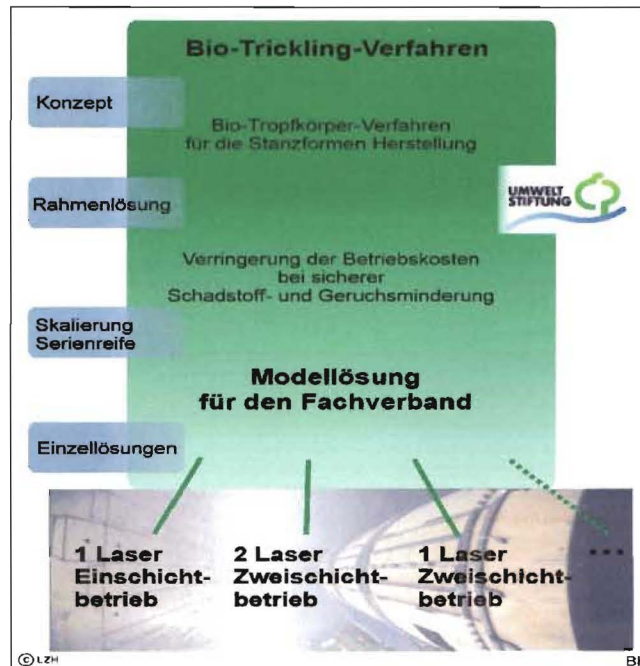 Bio-Trickling-Verfahren
Konzept
Bio-Tropfkörper-Verfahren
für die Stanzformen Herstellung
Rahmenlösung
UMWELT
STIFTUNG
Verringerung der Betriebskosten
bei sicherer
Schadstoff- und Geruchsminderung
Skalierung
Serienreife
Modellösung
für den Fachverband
Einzellösungen
1 Laser
Einschicht-
betrieb
2 Laser
Zweischicht-
betrieb
1 Laser
Zweischicht-
betrieb
...
© LZH